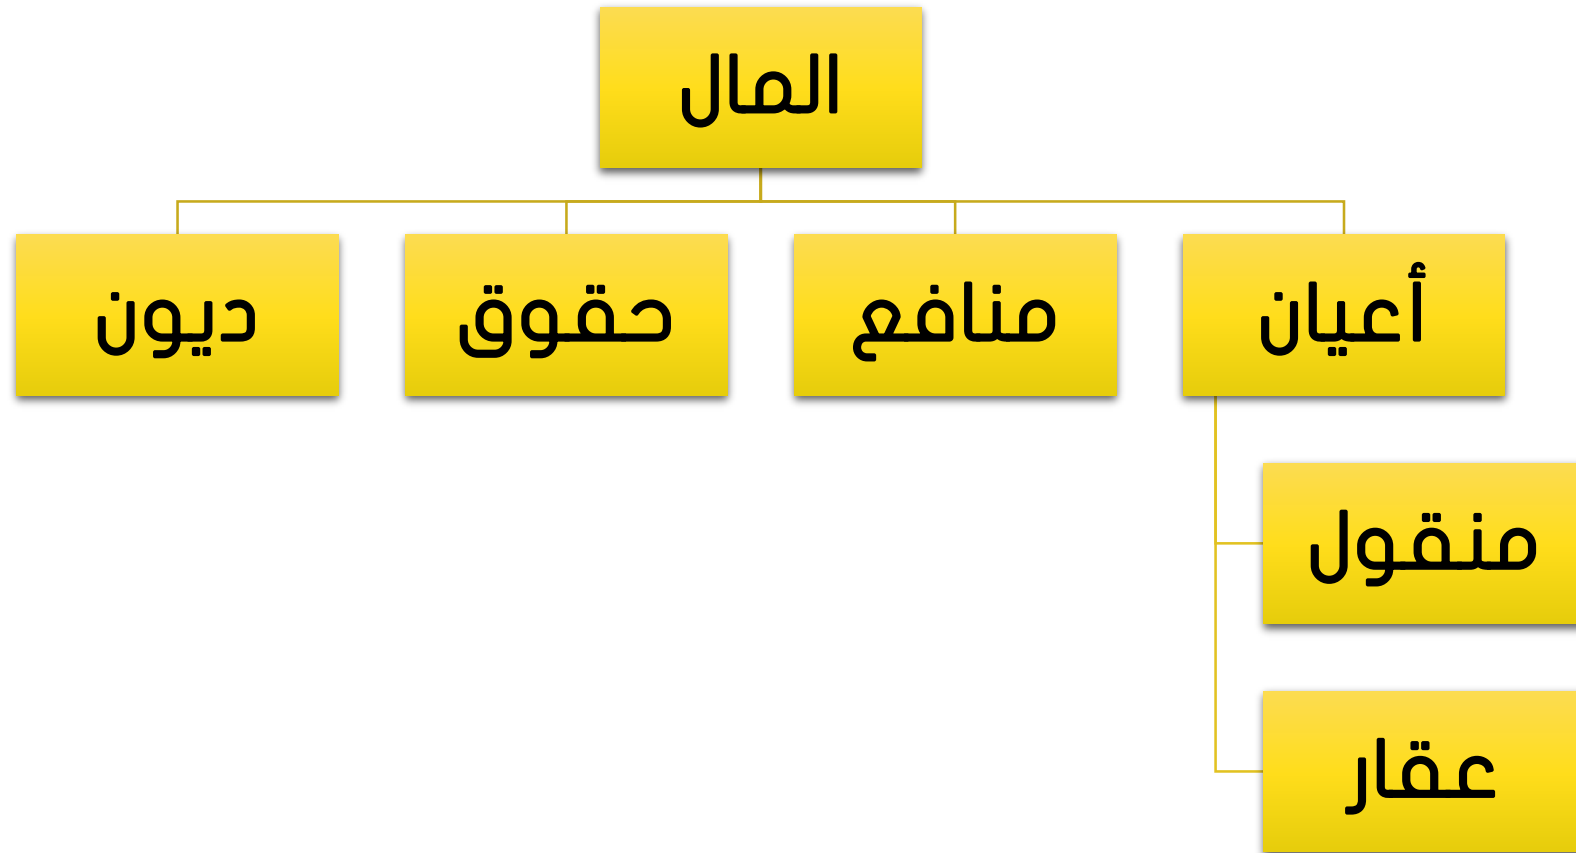 المال
أعيان
منافع
حقوق
ديون
منقول
عقار